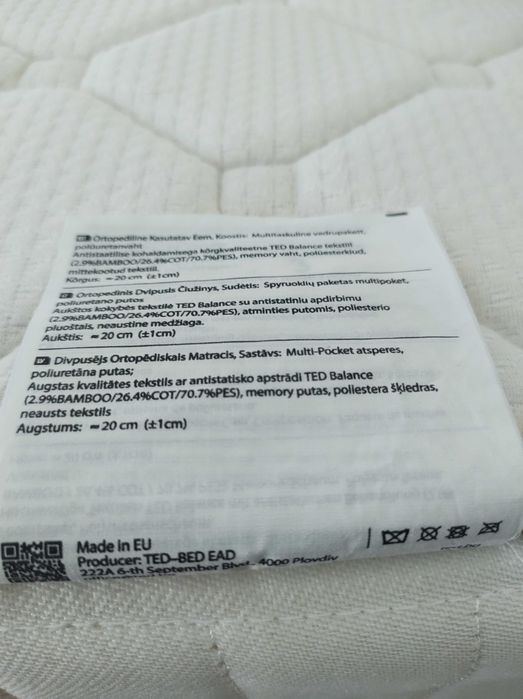 Ortopediline Kasutatav Eem, Koostis: Multitaskuline vedrupakett,
polüuretanvaht
Antistaatilise kohaldamisega kõrgkvaliteetne TED Balance tekstiil
(2.9%BAMBOO/26.4%COT/70.7%PES), memory vaht, polüesterkiud,
mittekootud tekstiil.
Kõrgus: ≈ 20 cm (±1cm)
Ortopedinis Dvipusis Čiužinys, Sudėtis: Spyruoklių paketas multipoket,
poliuretano putos
Aukštos kokybės tekstilė TED Balance su antistatiniu apdirbimu
(2.9%BAMBOO/26.4%COT/70.7%PES), atminties putomis, poliesterio
pluoštais, neaustine medžiaga.
Aukštis: ≈ 20 cm (±1cm)
Divpusējs Ortopēdiskais Matracis, Sastāvs: Multi-Pocket atsperes,
poliuretāna putas;
Augstas kvalitātes tekstils ar antistatisko apstrādi TED Balance
(2.9%BAMBOO/26.4%COT/70.7%PES), memory putas, poliestera šķiedras,
neausts tekstils
Augstums: ≈ 20 cm (±1cm)
Made in EU
Producer: TED-BED EAD
222A 6-th September Blvd., 4000 Plovdiv